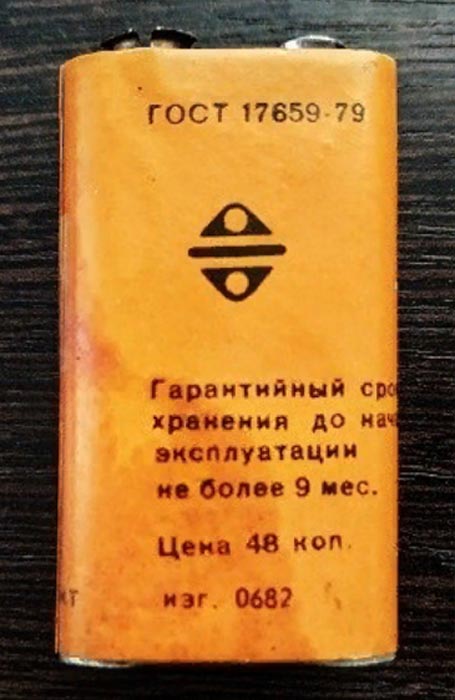 ГОСТ 17659-79
Гарантийный сро
хранения до нач
эксплуатации
не более 9 мес.
Цена 48 коп.
изг. 0682